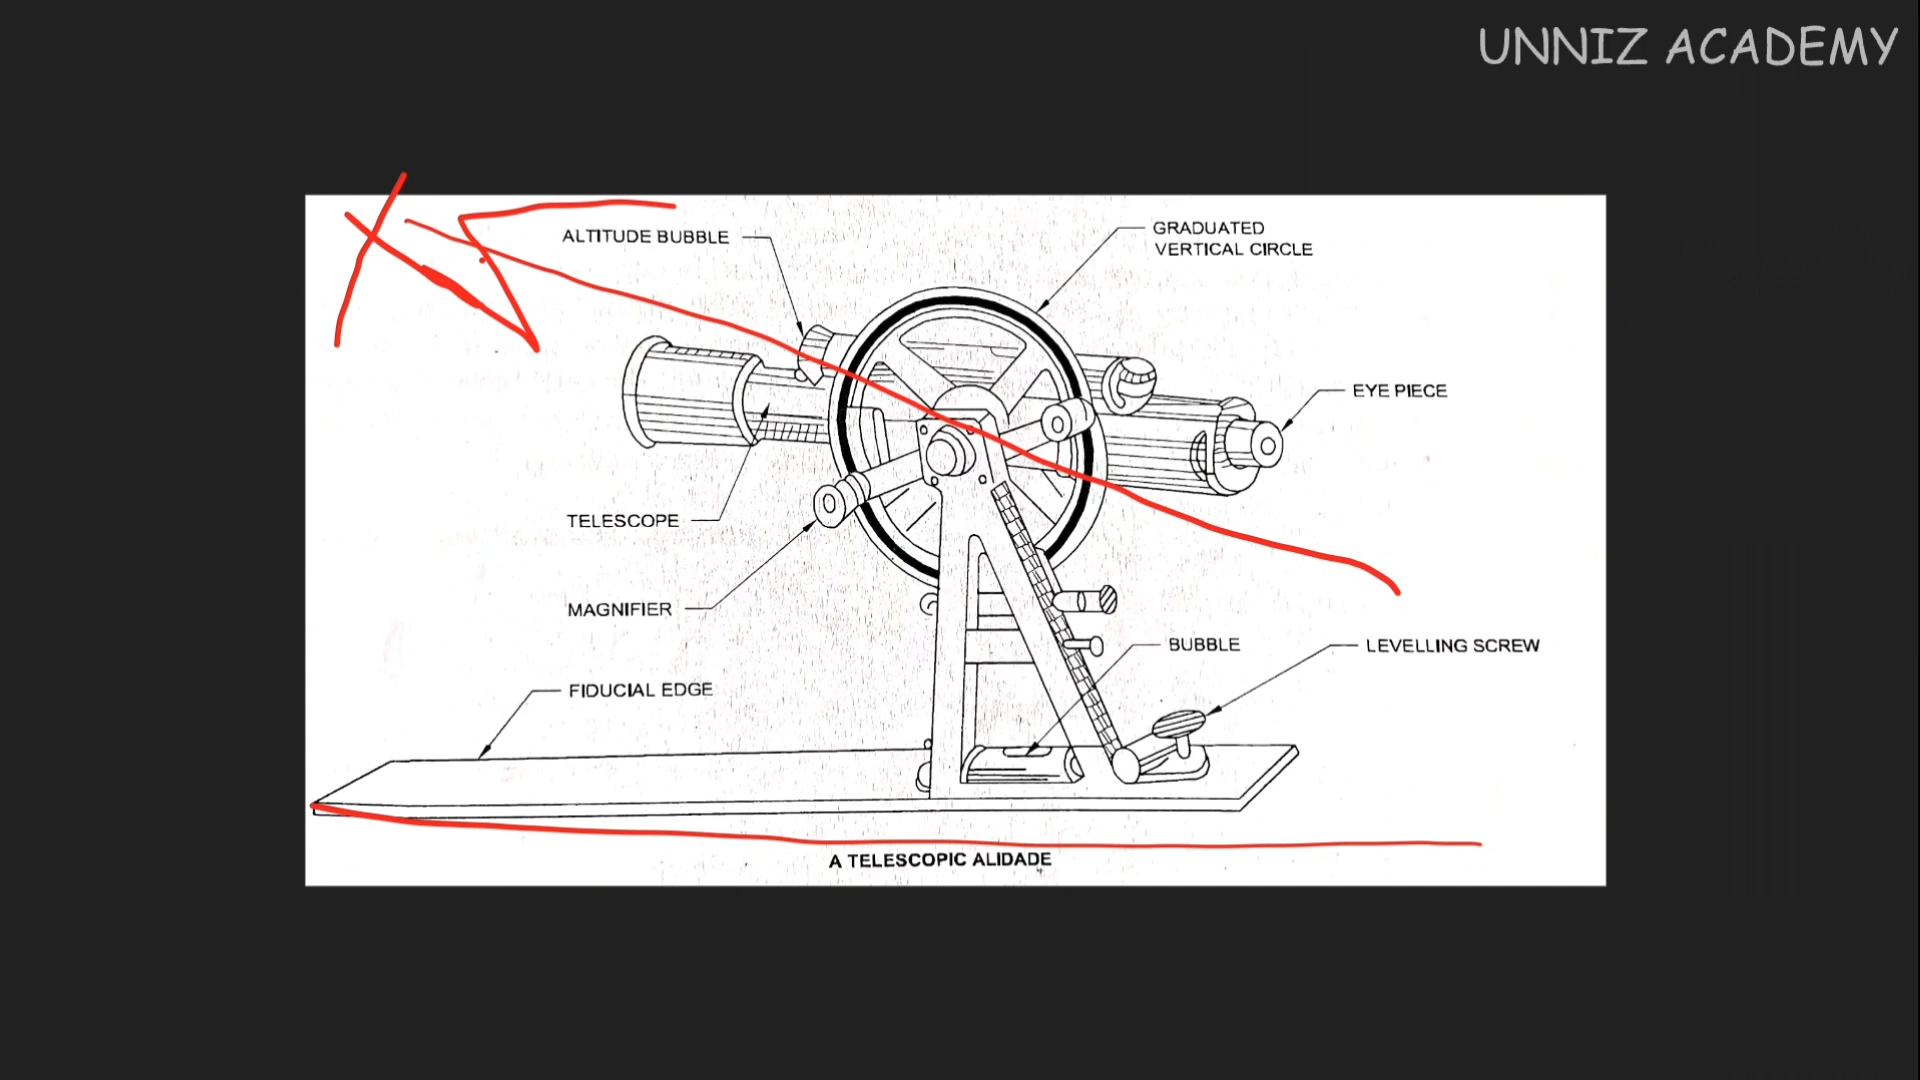 UNNIZ ACADEMY
ALTITUDE BUBBLE
GRADUATED
VERTICAL CIRCLE
EYE PIECE
TELESCOPE
MAGNIFIER
BUBBLE
LEVELLING SCREW
FIDUCIAL EDGE
A TELESCOPIC ALIDADE